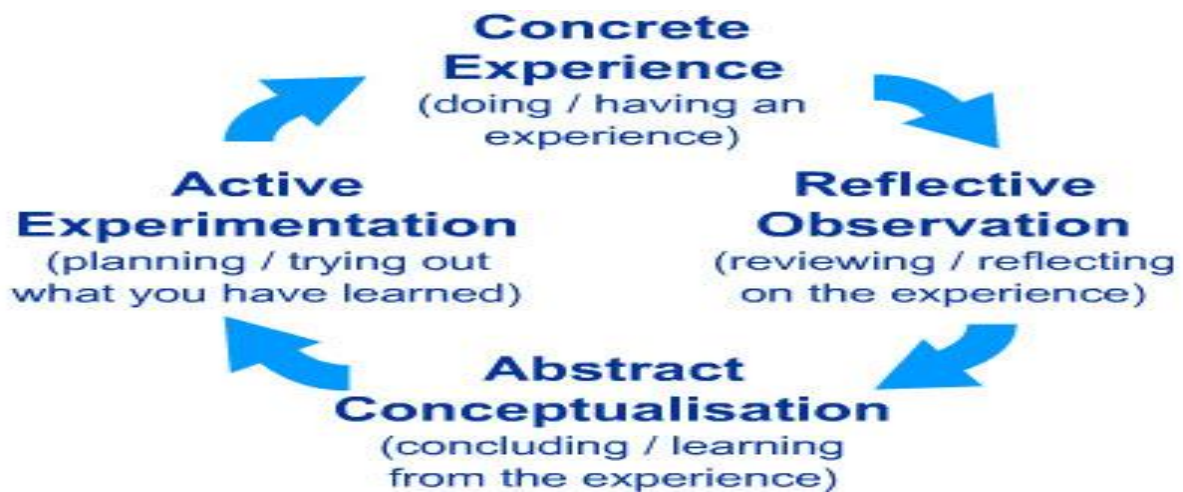 Concrete
Experience
(doing / having an
experience)
Reflective
Observation
(reviewing / reflecting
on the experience)
Abstract
Conceptualisation
(concluding / learning
from the experience)
Active
Experimentation
(planning / trying out
what you have learned)